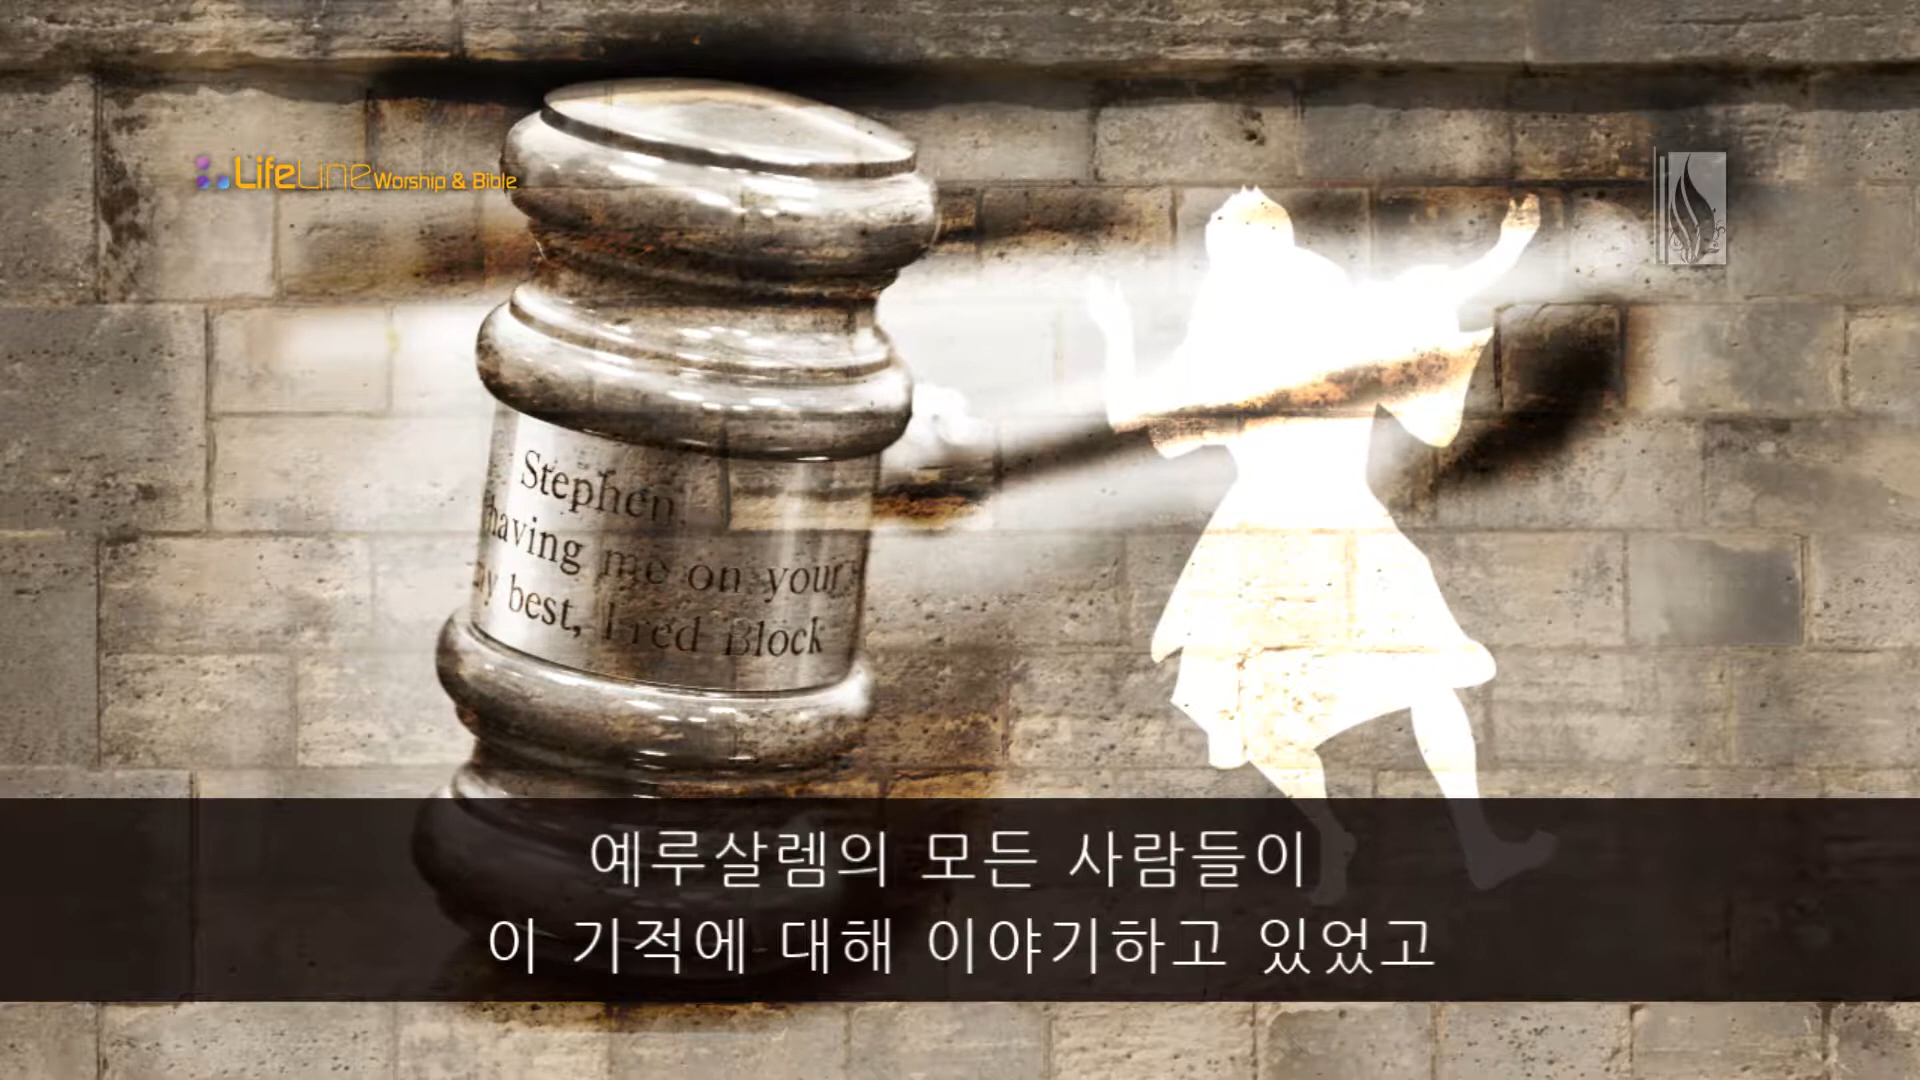 LifeLine Worship & Bible
Stephen,
having me on your
my best, Fred Block
예루살렘의 모든 사람들이
이 기적에 대해 이야기하고 있었고